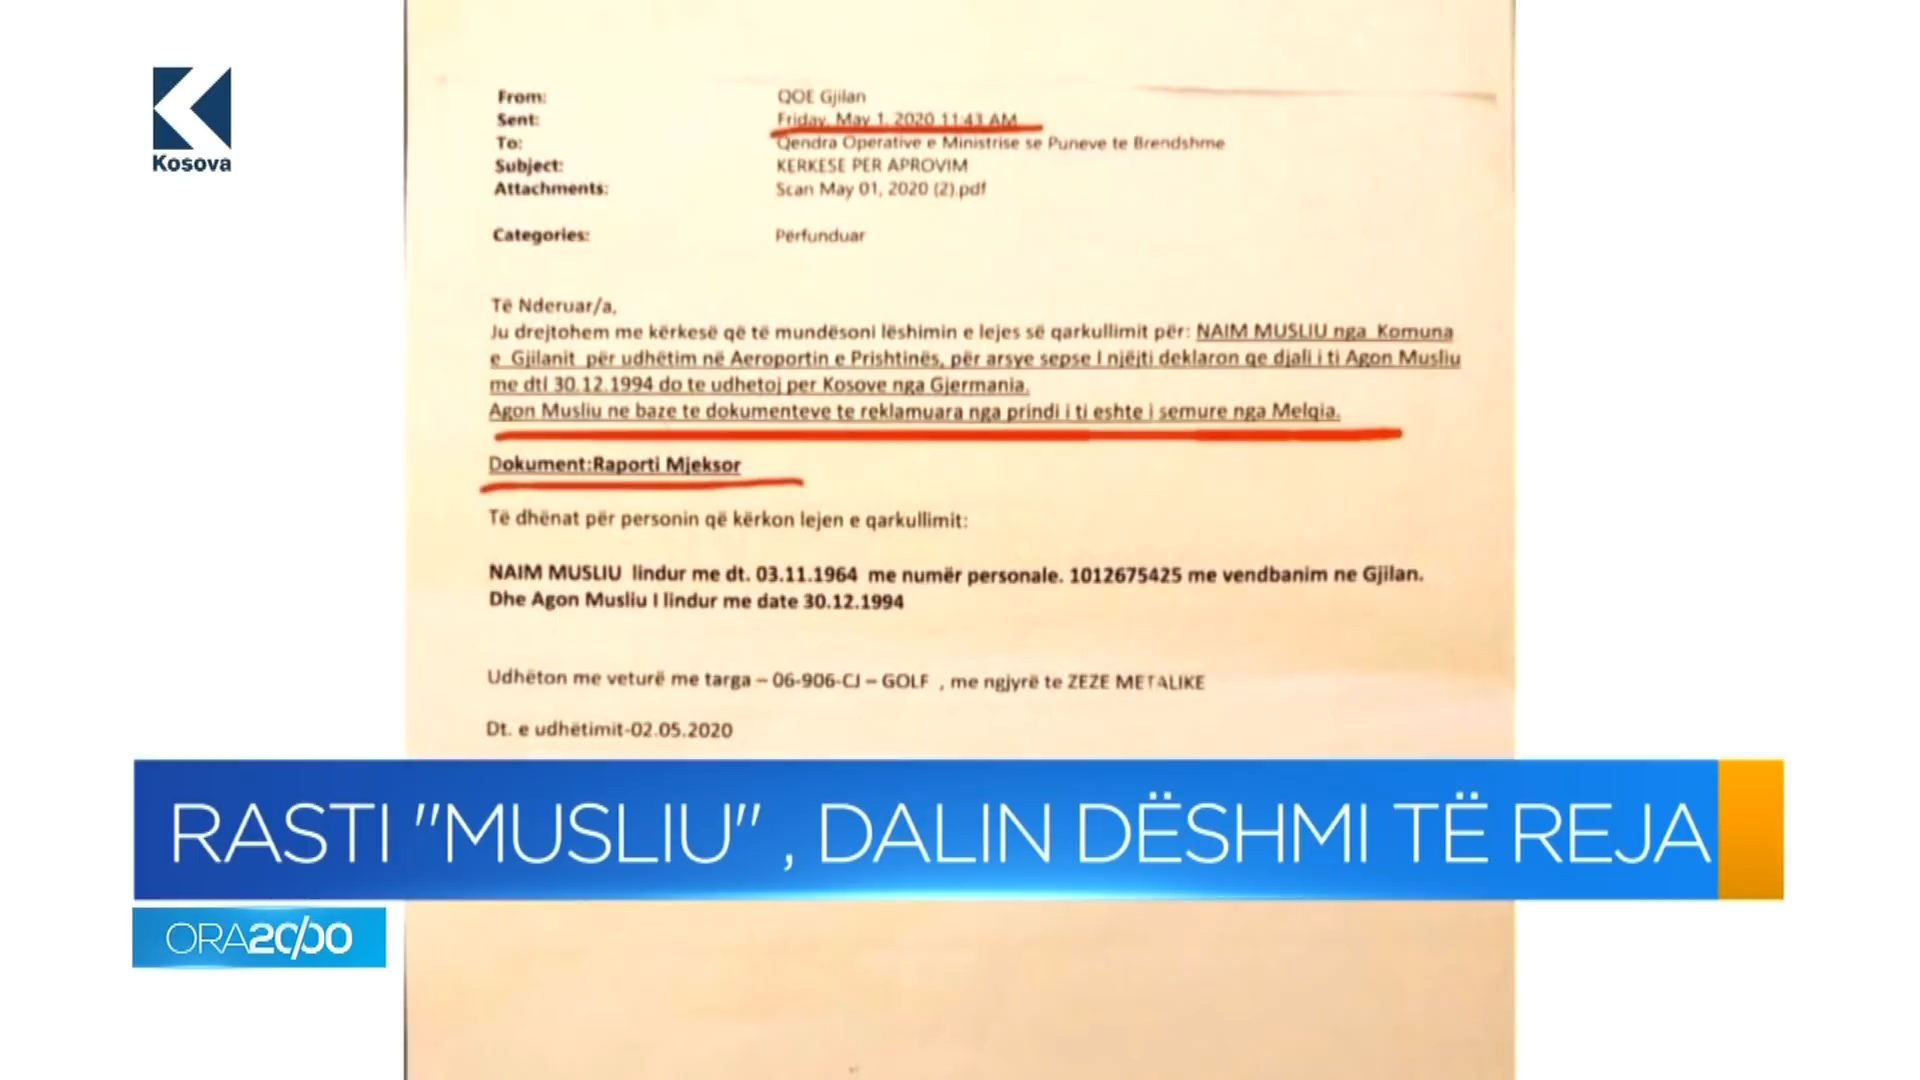 Kosova
From: QOE Gjilan
Sent: Friday, May 1, 2020 11:43 AM
To: Qendra Operative e Ministrise se Puneve te Brendshme
Subject: KERKESE PER APROVIM
Attachments: Scan May 01, 2020 (2).pdf
Categories: Përfunduar
Të Nderuar/a,
Ju drejtohem me kërkesë që të mundësoni lëshimin e lejes së qarkullimit për: NAIM MUSLIU nga Komuna
e Gjilanit për udhëtim në Aeroportin e Prishtinës, për arsye sepse I njëjti deklaron qe djali i ti Agon Musliu
me dtl 30.12.1994 do te udhetoj per Kosove nga Gjermania.
Agon Musliu ne baze te dokumenteve te reklamuara nga prindi i ti eshte i semure nga Melqia.
Dokument:Raporti Mjeksor
Të dhënat për personin që kërkon lejen e qarkullimit:
NAIM MUSLIU lindur me dt. 03.11.1964 me numër personale. 1012675425 me vendbanim ne Gjilan.
Dhe Agon Musliu I lindur me date 30.12.1994
Udhëton me veturë me targa – 06-906-CJ – GOLF , me ngjyrë te ZEZE METALIKE
Dt. e udhëtimit-02.05.2020
RASTI "MUSLIU" , DALIN DËSHMI TË REJA
ORA20/00